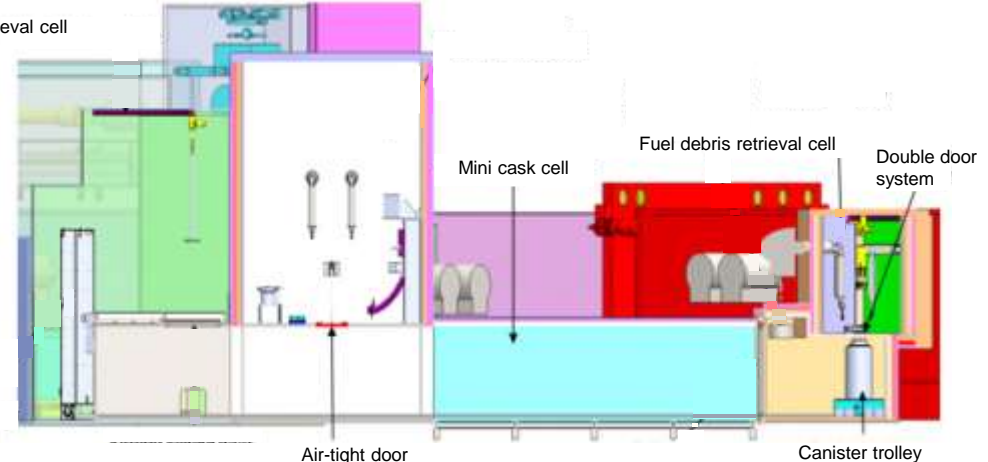 eval cell
Fuel debris retrieval cell
Double door
system
Mini cask cell
Air-tight door
Canister trolley